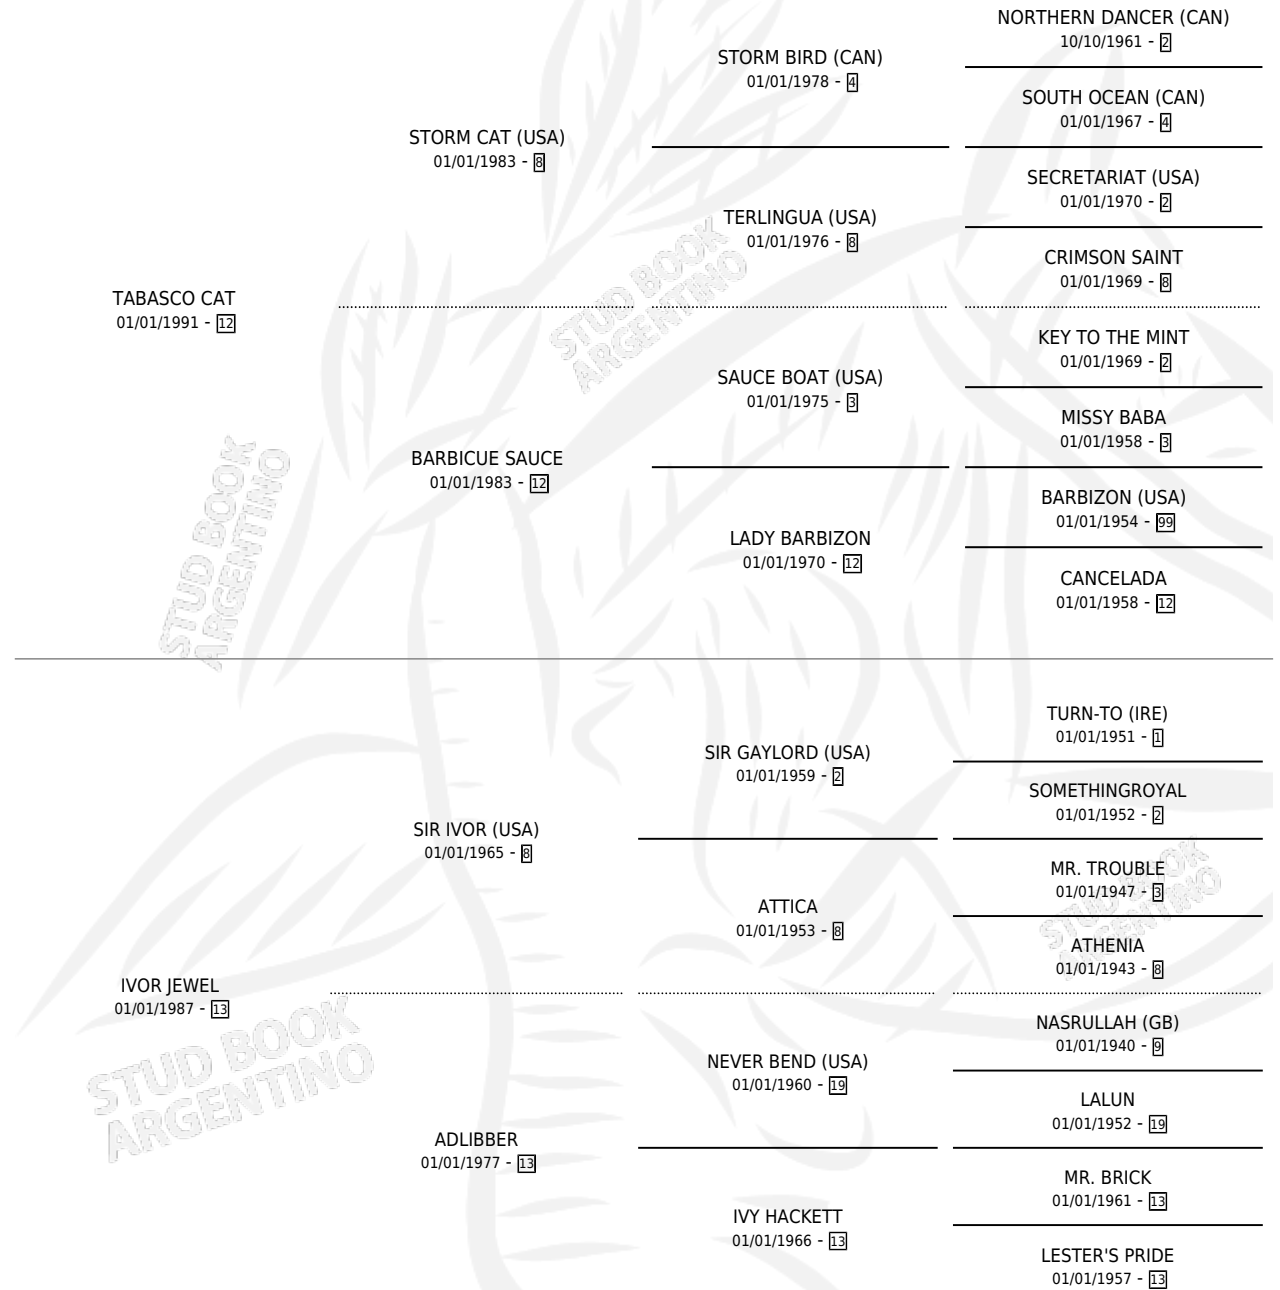 NORTHERN DANCER (CAN)
10/10/1961 - 2
STORM BIRD (CAN)
01/01/1978 - 4
SOUTH OCEAN (CAN)
01/01/1967 - 4
STORM CAT (USA)
01/01/1983 - 8
SECRETARIAT (USA)
01/01/1970 - 2
TERLINGUA (USA)
01/01/1976 - 8
CRIMSON SAINT
01/01/1969 - 8
TABASCO CAT
01/01/1991 - 12
KEY TO THE MINT
01/01/1969 - 2
SAUCE BOAT (USA)
01/01/1975 - 3
MISSY BABA
01/01/1958 - 3
BARBICUE SAUCE
01/01/1983 - 12
BARBIZON (USA)
01/01/1954 - 99
LADY BARBIZON
01/01/1970 - 12
CANCELADA
01/01/1958 - 12
TURN-TO (IRE)
01/01/1951 - 1
SIR GAYLORD (USA)
01/01/1959 - 2
SOMETHINGROYAL
01/01/1952 - 2
SIR IVOR (USA)
01/01/1965 - 8
MR. TROUBLE
01/01/1947 - 3
ATTICA
01/01/1953 - 8
ATHENIA
01/01/1943 - 8
IVOR JEWEL
01/01/1987 - 13
NASRULLAH (GB)
01/01/1940 - 9
NEVER BEND (USA)
01/01/1960 - 19
LALUN
01/01/1952 - 19
ADLIBBER
01/01/1977 - 13
MR. BRICK
01/01/1961 - 13
IVY HACKETT
01/01/1966 - 13
LESTER'S PRIDE
01/01/1957 - 13
STUD BOOK
ARGENTINO
STUD BOOK
ARGENTINO
STUD BOOK
ARGENTINO
STUD BOOK
ARGENTINO